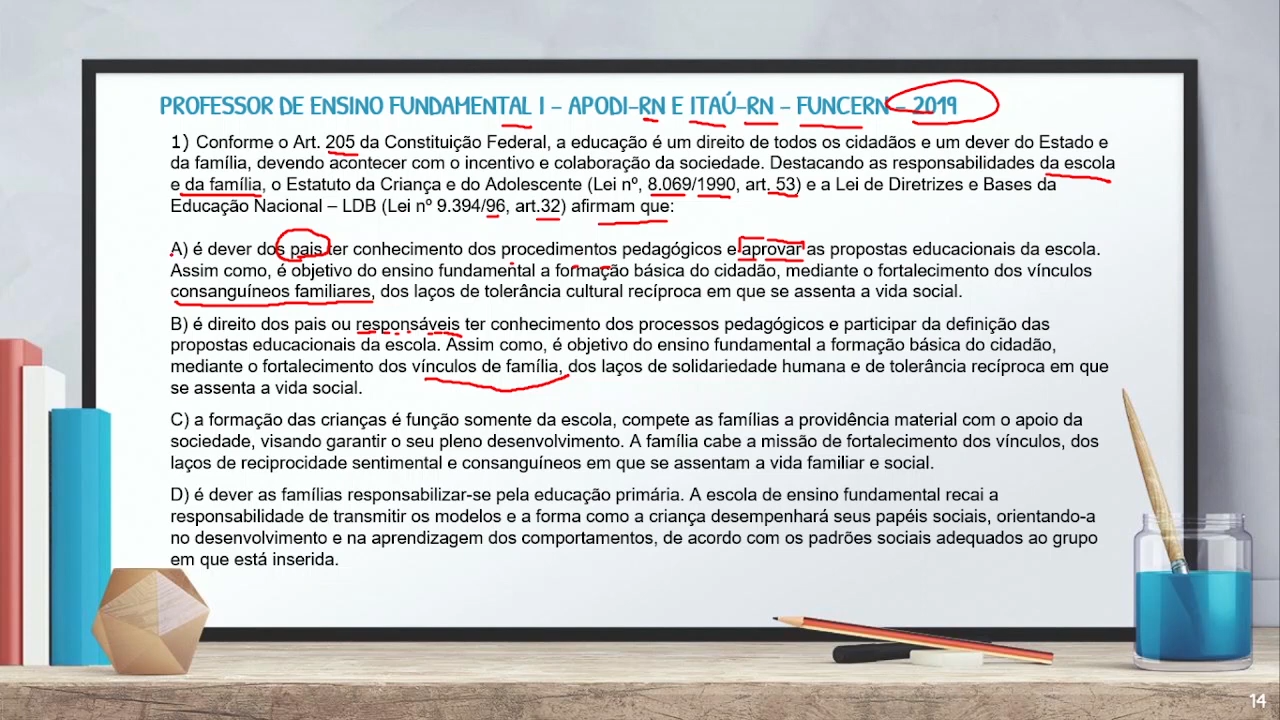 PROFESSOR DE ENSINO FUNDAMENTAL I – APODI-RN E ITAÚ-RN – FUNCERN – 2019
1) Conforme o Art. 205 da Constituição Federal, a educação é um direito de todos os cidadãos e um dever do Estado e
da família, devendo acontecer com o incentivo e colaboração da sociedade. Destacando as responsabilidades da escola
e da família, o Estatuto da Criança e do Adolescente (Lei nº, 8.069/1990, art. 53) e a Lei de Diretrizes e Bases da
Educação Nacional – LDB (Lei nº 9.394/96, art.32) afirmam que:
A) é dever dos pais ter conhecimento dos procedimentos pedagógicos e aprovar as propostas educacionais da escola.
Assim como, é objetivo do ensino fundamental a formação básica do cidadão, mediante o fortalecimento dos vínculos
consanguíneos familiares, dos laços de tolerância cultural recíproca em que se assenta a vida social.
B) é direito dos pais ou responsáveis ter conhecimento dos processos pedagógicos e participar da definição das
propostas educacionais da escola. Assim como, é objetivo do ensino fundamental a formação básica do cidadão,
mediante o fortalecimento dos vínculos de família, dos laços de solidariedade humana e de tolerância recíproca em que
se assenta a vida social.
C) a formação das crianças é função somente da escola, compete as famílias a providência material com o apoio da
sociedade, visando garantir o seu pleno desenvolvimento. A família cabe a missão de fortalecimento dos vínculos, dos
laços de reciprocidade sentimental e consanguíneos em que se assentam a vida familiar e social.
D) é dever as famílias responsabilizar-se pela educação primária. A escola de ensino fundamental recai a
responsabilidade de transmitir os modelos e a forma como a criança desempenhará seus papéis sociais, orientando-a
no desenvolvimento e na aprendizagem dos comportamentos, de acordo com os padrões sociais adequados ao grupo
em que está inserida.
14